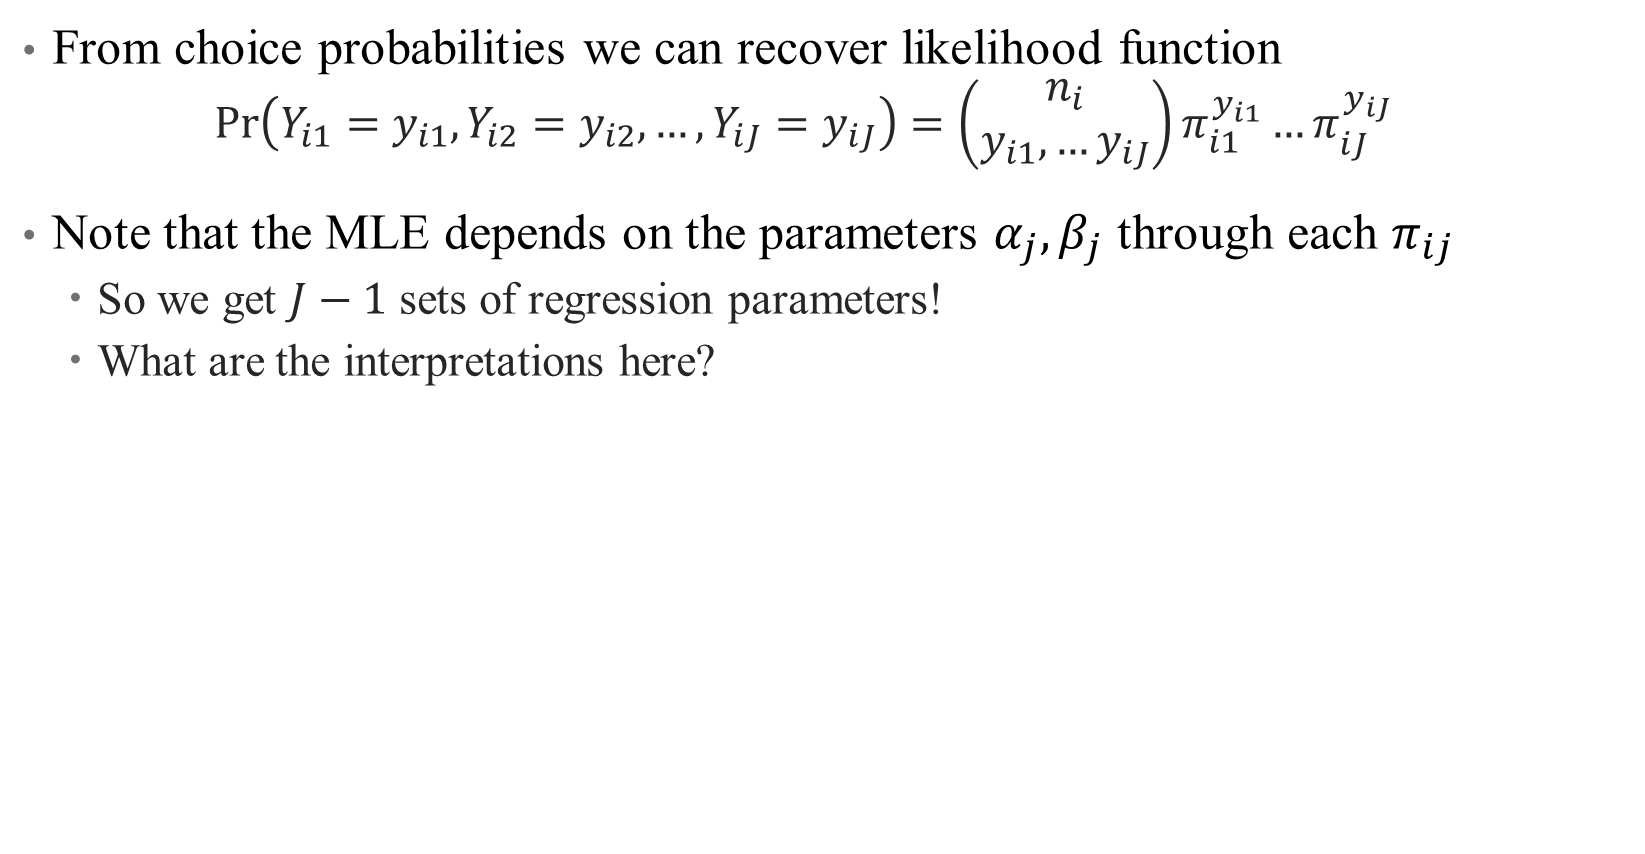 • From choice probabilities we can recover likelihood function
Pr(Y_{i1} = y_{i1}, Y_{i2} = y_{i2}, … , Y_{iJ} = y_{iJ}) = \binom{n_i}{y_{i1}, … y_{iJ}} π_{i1}^{y_{i1}} … π_{iJ}^{y_{iJ}}
• Note that the MLE depends on the parameters α_j, β_j through each π_{ij}
• So we get J − 1 sets of regression parameters!
• What are the interpretations here?